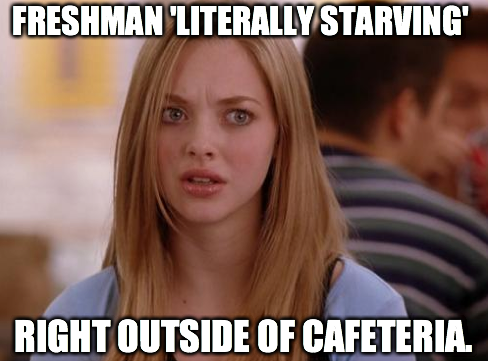 FRESHMAN 'LITERALLY STARVING'
RIGHT OUTSIDE OF CAFETERIA.